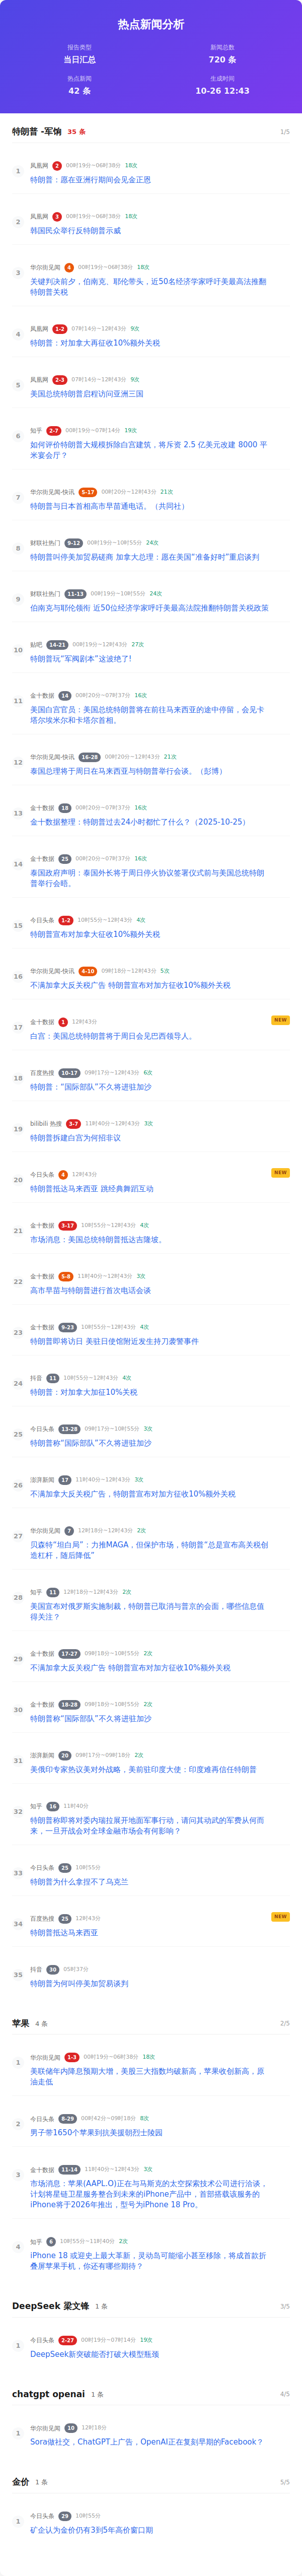 热点新闻分析
报告类型
当日汇总
新闻总数
720 条
热点新闻
42 条
生成时间
10-26 12:43
特朗普 -军饷 35 条 1/5
1 凤凰网 2 00时19分~06时38分 18次
特朗普：愿在亚洲行期间会见金正恩
2 凤凰网 3 00时19分~06时38分 18次
韩国民众举行反特朗普示威
3 华尔街见闻 4 00时19分~06时38分 18次
关键判决前夕，伯南克、耶伦带头，近50名经济学家呼吁美最高法推翻
特朗普关税
4 凤凰网 1-2 07时14分~12时43分 9次
特朗普：对加拿大再征收10%额外关税
5 凤凰网 2-3 07时14分~12时43分 9次
美国总统特朗普启程访问亚洲三国
6 知乎 2-7 00时19分~07时14分 19次
如何评价特朗普大规模拆除白宫建筑，将斥资 2.5 亿美元改建 8000 平
米宴会厅？
7 华尔街见闻-快讯 5-17 00时20分~12时43分 21次
特朗普与日本首相高市早苗通电话。（共同社）
8 财联社热门 9-12 00时19分~10时55分 24次
特朗普叫停美加贸易磋商 加拿大总理：愿在美国“准备好时”重启谈判
9 财联社热门 11-13 00时19分~10时55分 24次
伯南克与耶伦领衔 近50位经济学家呼吁美最高法院推翻特朗普关税政策
10 贴吧 14-21 00时19分~12时43分 27次
特朗普玩“军阀剧本”这波绝了!
11 金十数据 14 00时20分~07时37分 16次
美国白宫官员：美国总统特朗普将在前往马来西亚的途中停留，会见卡
塔尔埃米尔和卡塔尔首相。
12 华尔街见闻-快讯 16-28 00时20分~12时43分 21次
泰国总理将于周日在马来西亚与特朗普举行会谈。（彭博）
13 金十数据 18 00时20分~07时37分 16次
金十数据整理：特朗普过去24小时都忙了什么？（2025-10-25）
14 金十数据 25 00时20分~07时37分 16次
泰国政府声明：泰国外长将于周日停火协议签署仪式前与美国总统特朗
普举行会晤。
15 今日头条 1-2 10时55分~12时43分 4次
特朗普宣布对加拿大征收10%额外关税
16 华尔街见闻-快讯 4-10 09时18分~12时43分 5次
不满加拿大反关税广告 特朗普宣布对加方征收10%额外关税
17 金十数据 1 12时43分 NEW
白宫：美国总统特朗普将于周日会见巴西领导人。
18 百度热搜 10-17 09时17分~12时43分 6次
特朗普：“国际部队”不久将进驻加沙
19 bilibili 热搜 3-7 11时40分~12时43分 3次
特朗普拆建白宫为何招非议
20 今日头条 4 12时43分 NEW
特朗普抵达马来西亚 跳经典舞蹈互动
21 金十数据 3-17 10时55分~12时43分 4次
市场消息：美国总统特朗普抵达吉隆坡。
22 金十数据 5-8 11时40分~12时43分 3次
高市早苗与特朗普进行首次电话会谈
23 金十数据 9-23 10时55分~12时43分 4次
特朗普即将访日 美驻日使馆附近发生持刀袭警事件
24 抖音 11 10时55分~12时43分 4次
特朗普：对加拿大加征10%关税
25 今日头条 13-28 09时17分~10时55分 3次
特朗普称“国际部队”不久将进驻加沙
26 澎湃新闻 17 11时40分~12时43分 3次
不满加拿大反关税广告，特朗普宣布对加方征收10%额外关税
27 华尔街见闻 7 12时18分~12时43分 2次
贝森特“坦白局”：力推MAGA，但保护市场，特朗普“总是宣布高关税创
造杠杆，随后降低”
28 知乎 11 12时18分~12时43分 2次
美国宣布对俄罗斯实施制裁，特朗普已取消与普京的会面，哪些信息值
得关注？
29 金十数据 17-27 09时18分~10时55分 2次
不满加拿大反关税广告 特朗普宣布对加方征收10%额外关税
30 金十数据 18-28 09时18分~10时55分 2次
特朗普称“国际部队”不久将进驻加沙
31 澎湃新闻 20 09时17分~09时18分 2次
美俄印专家热议美对外战略，美前驻印度大使：印度难再信任特朗普
32 知乎 16 11时40分
特朗普称即将对委内瑞拉展开地面军事行动，请问其动武的军费从何而
来，一旦开战会对全球金融市场会有何影响？
33 今日头条 25 10时55分
特朗普为什么拿捏不了乌克兰
34 百度热搜 25 12时43分 NEW
特朗普抵达马来西亚
35 抖音 30 05时37分
特朗普为何叫停美加贸易谈判
苹果 4 条 2/5
1 华尔街见闻 1-3 00时19分~06时38分 18次
美联储年内降息预期大增，美股三大指数均破新高，苹果收创新高，原
油走低
2 今日头条 8-29 00时42分~09时18分 8次
男子带1650个苹果到抗美援朝烈士陵园
3 金十数据 11-14 11时40分~12时43分 3次
市场消息：苹果(AAPL.O)正在与马斯克的太空探索技术公司进行洽谈，
计划将星链卫星服务整合到未来的iPhone产品中，首部搭载该服务的
iPhone将于2026年推出，型号为iPhone 18 Pro。
4 知乎 6 10时55分~11时40分 2次
iPhone 18 或迎史上最大革新，灵动岛可能缩小甚至移除，将成首款折
叠屏苹果手机，你还有哪些期待？
DeepSeek 梁文锋 1 条 3/5
1 今日头条 2-27 00时19分~07时14分 19次
DeepSeek新突破能否打破大模型瓶颈
chatgpt openai 1 条 4/5
1 华尔街见闻 10 12时18分
Sora做社交，ChatGPT上广告，OpenAI正在复刻早期的Facebook？
金价 1 条 5/5
1 今日头条 29 10时55分
矿企认为金价仍有3到5年高价窗口期